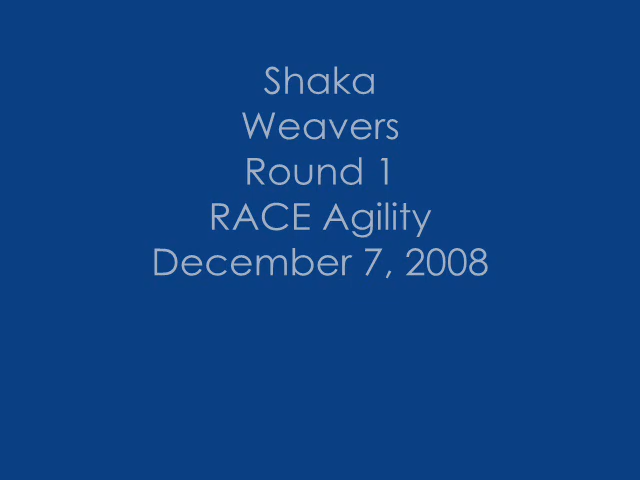 Shaka
Weavers
Round 1
RACE Agility
December 7, 2008